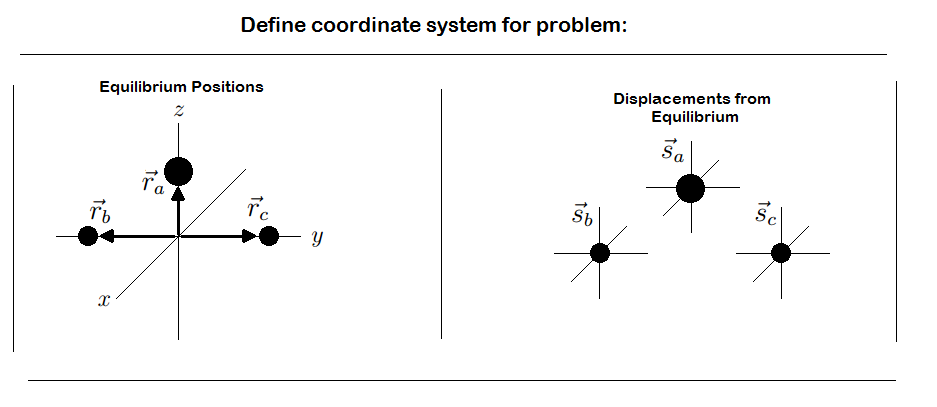 Define coordinate system for problem:
Equilibrium Positions
z
r⃗a
r⃗b
r⃗c
y
x
Displacements from
Equilibrium
s⃗a
s⃗b
s⃗c